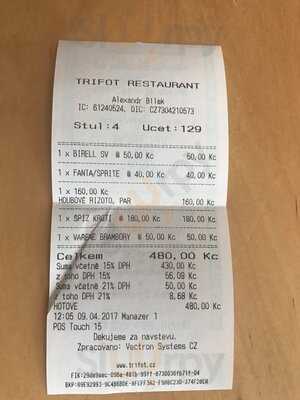 TRIFOT RESTAURANT
Alexandr Bílek
IC: 61240524, DIC: CZ7304210573
Stul:4 Ucet:129
1 x BIRELL SV @ 50,00 Kc 50,00 Kc
1 x FANTA/SPRITE @ 40,00 Kc 40,00 Kc
1 x 160,00 Kc
HOUBOVÉ RIZOTO, PAR 160,00 Kc
1 x SPIZ KRUTI @ 180,00 Kc 180,00 Kc
1 x VARENE BRAMBORY @ 50,00 Kc 50,00 Kc
Celkem 480,00 Kc
Suma včetně 15% DPH 430,00 Kc
z toho 15% DPH 56,09 Kc
Suma včetně 21% DPH 50,00 Kc
z toho DPH 21% 8,68 Kc
HOTOVE 480,00 Kc
12:05 09.04.2017 Manazer 1
POS Touch 15
Dekujeme za navstevu.
Zpracovano: Vectron Systems CZ
www.trifot.cz